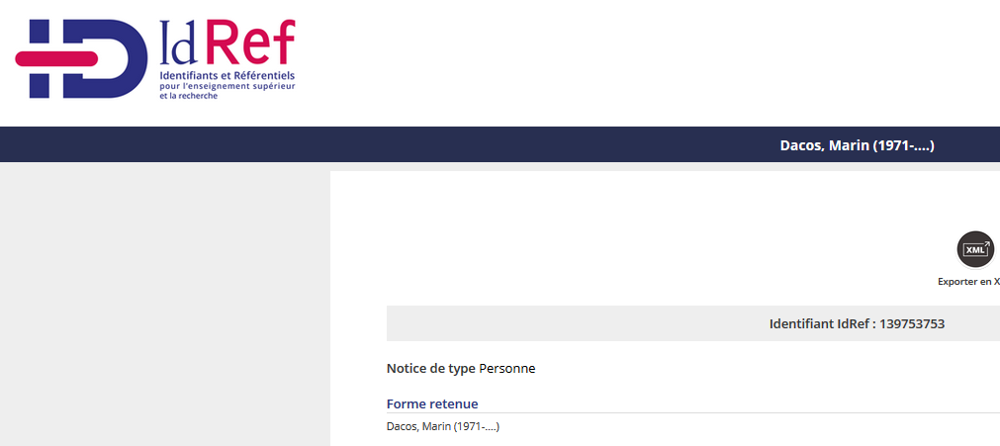 IdRef
Identifiants et Référentiels
pour l'enseignement supérieur
et la recherche
Dacos, Marin (1971-....)
XML
Exporter en X
Identifiant IdRef : 139753753
Notice de type Personne
Forme retenue
Dacos, Marin (1971-....)